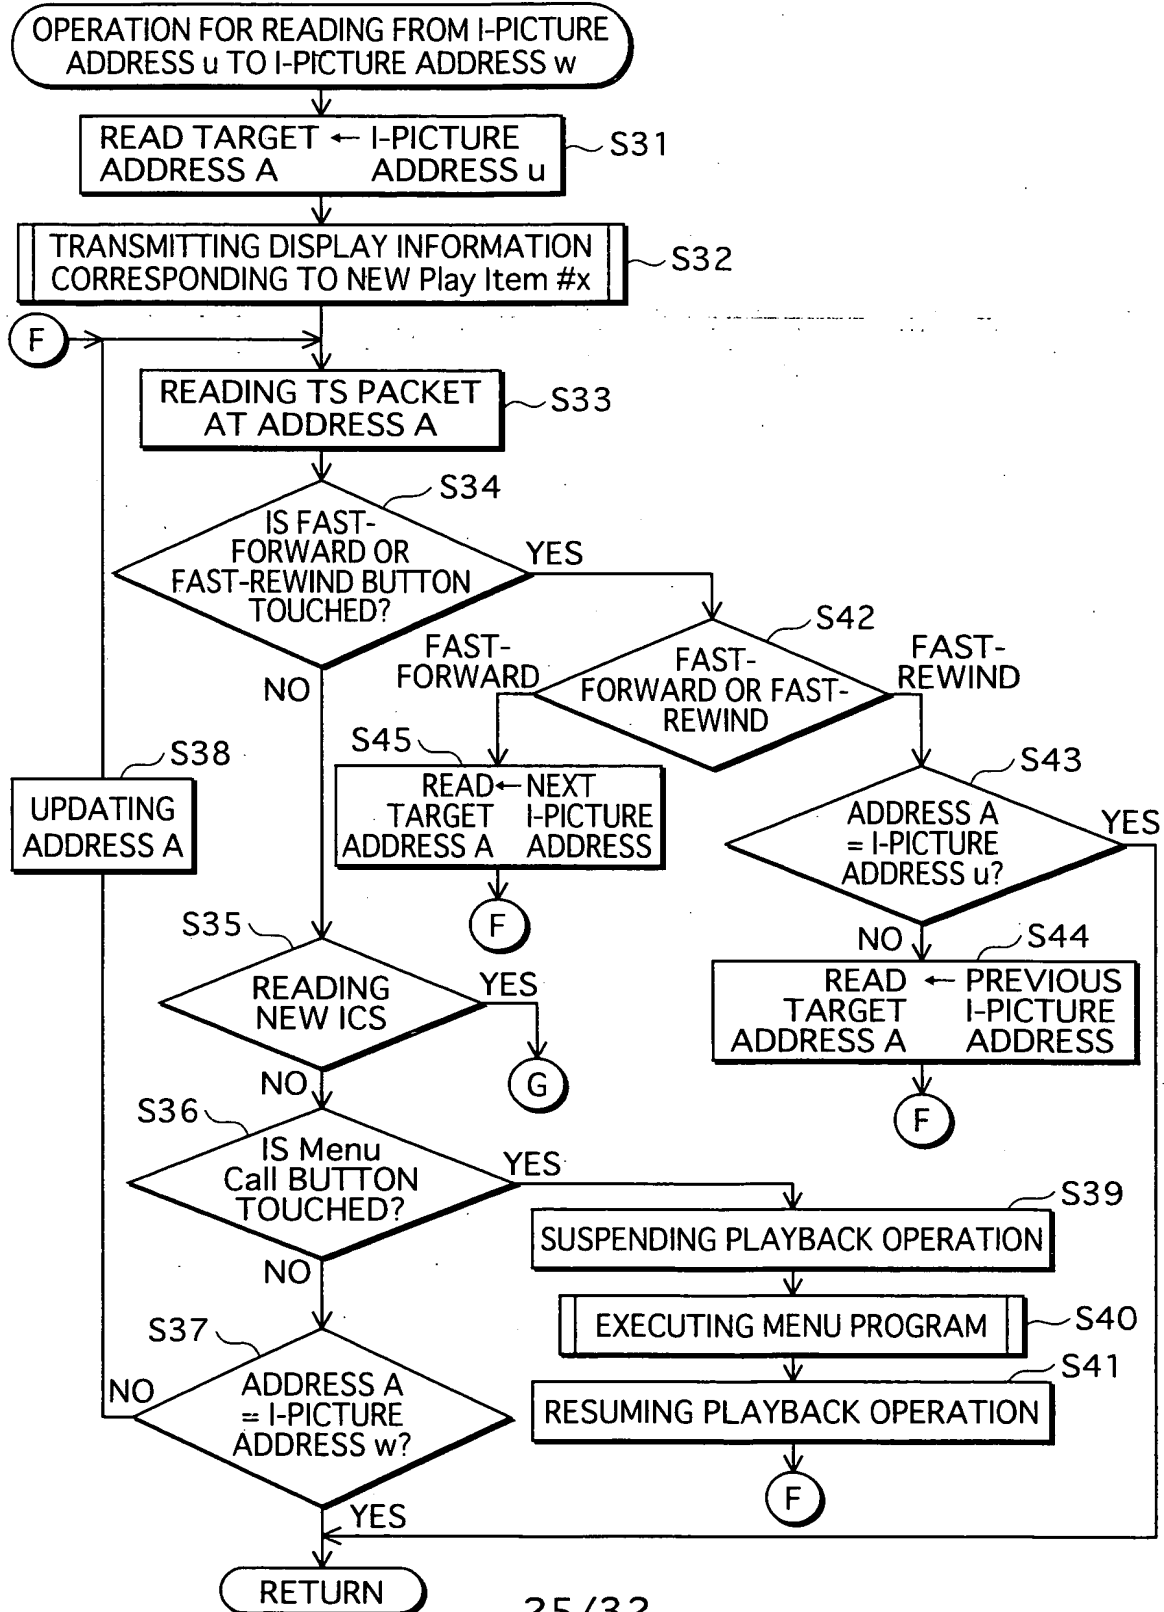 OPERATION FOR READING FROM I-PICTURE
ADDRESS u TO I-PICTURE ADDRESS w
READ TARGET ← I-PICTURE
ADDRESS A ADDRESS u
S31
TRANSMITTING DISPLAY INFORMATION
CORRESPONDING TO NEW Play Item #x
S32
F
READING TS PACKET
AT ADDRESS A
S33
S34
IS FAST-
FORWARD OR
FAST-REWIND BUTTON
TOUCHED?
YES
NO
S42
FAST-
FORWARD
FAST-
FORWARD OR FAST-
REWIND
FAST-
REWIND
S38
UPDATING
ADDRESS A
S45
READ ← NEXT
TARGET I-PICTURE
ADDRESS A ADDRESS
F
S43
ADDRESS A
= I-PICTURE
ADDRESS u?
YES
NO
S44
READ ← PREVIOUS
TARGET I-PICTURE
ADDRESS A ADDRESS
F
S35
READING
NEW ICS
YES
G
NO
S36
IS Menu
Call BUTTON
TOUCHED?
YES
NO
S39
SUSPENDING PLAYBACK OPERATION
EXECUTING MENU PROGRAM
S40
S41
RESUMING PLAYBACK OPERATION
F
S37
NO
ADDRESS A
= I-PICTURE
ADDRESS w?
YES
RETURN
25/32